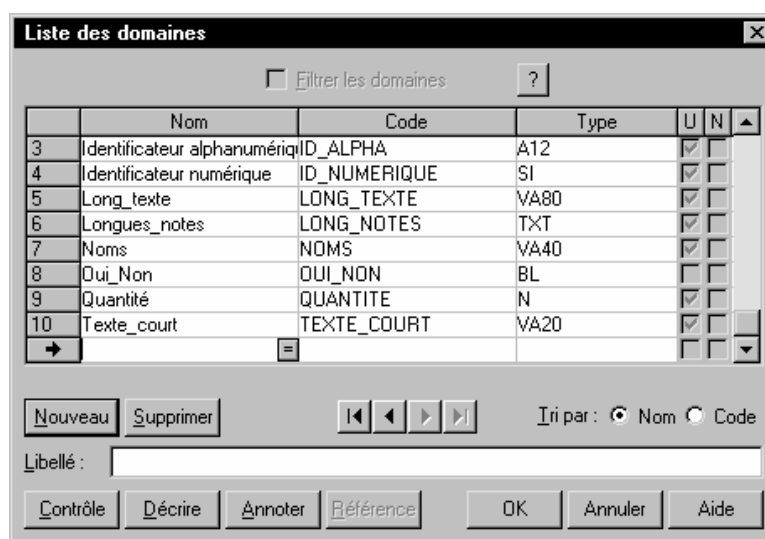 Liste des domaines
Filtrer les domaines ?
Nom Code Type U N
3 Identificateur alphanumériq ID_ALPHA A12
4 Identificateur numérique ID_NUMERIQUE SI
5 Long_texte LONG_TEXTE VA80
6 Longues_notes LONG_NOTES TXT
7 Noms NOMS VA40
8 Oui_Non OUI_NON BL
9 Quantité QUANTITE N
10 Texte_court TEXTE_COURT VA20
=
Nouveau Supprimer Tri par : Nom Code
Libellé :
Contrôle Décrire Annoter Référence OK Annuler Aide